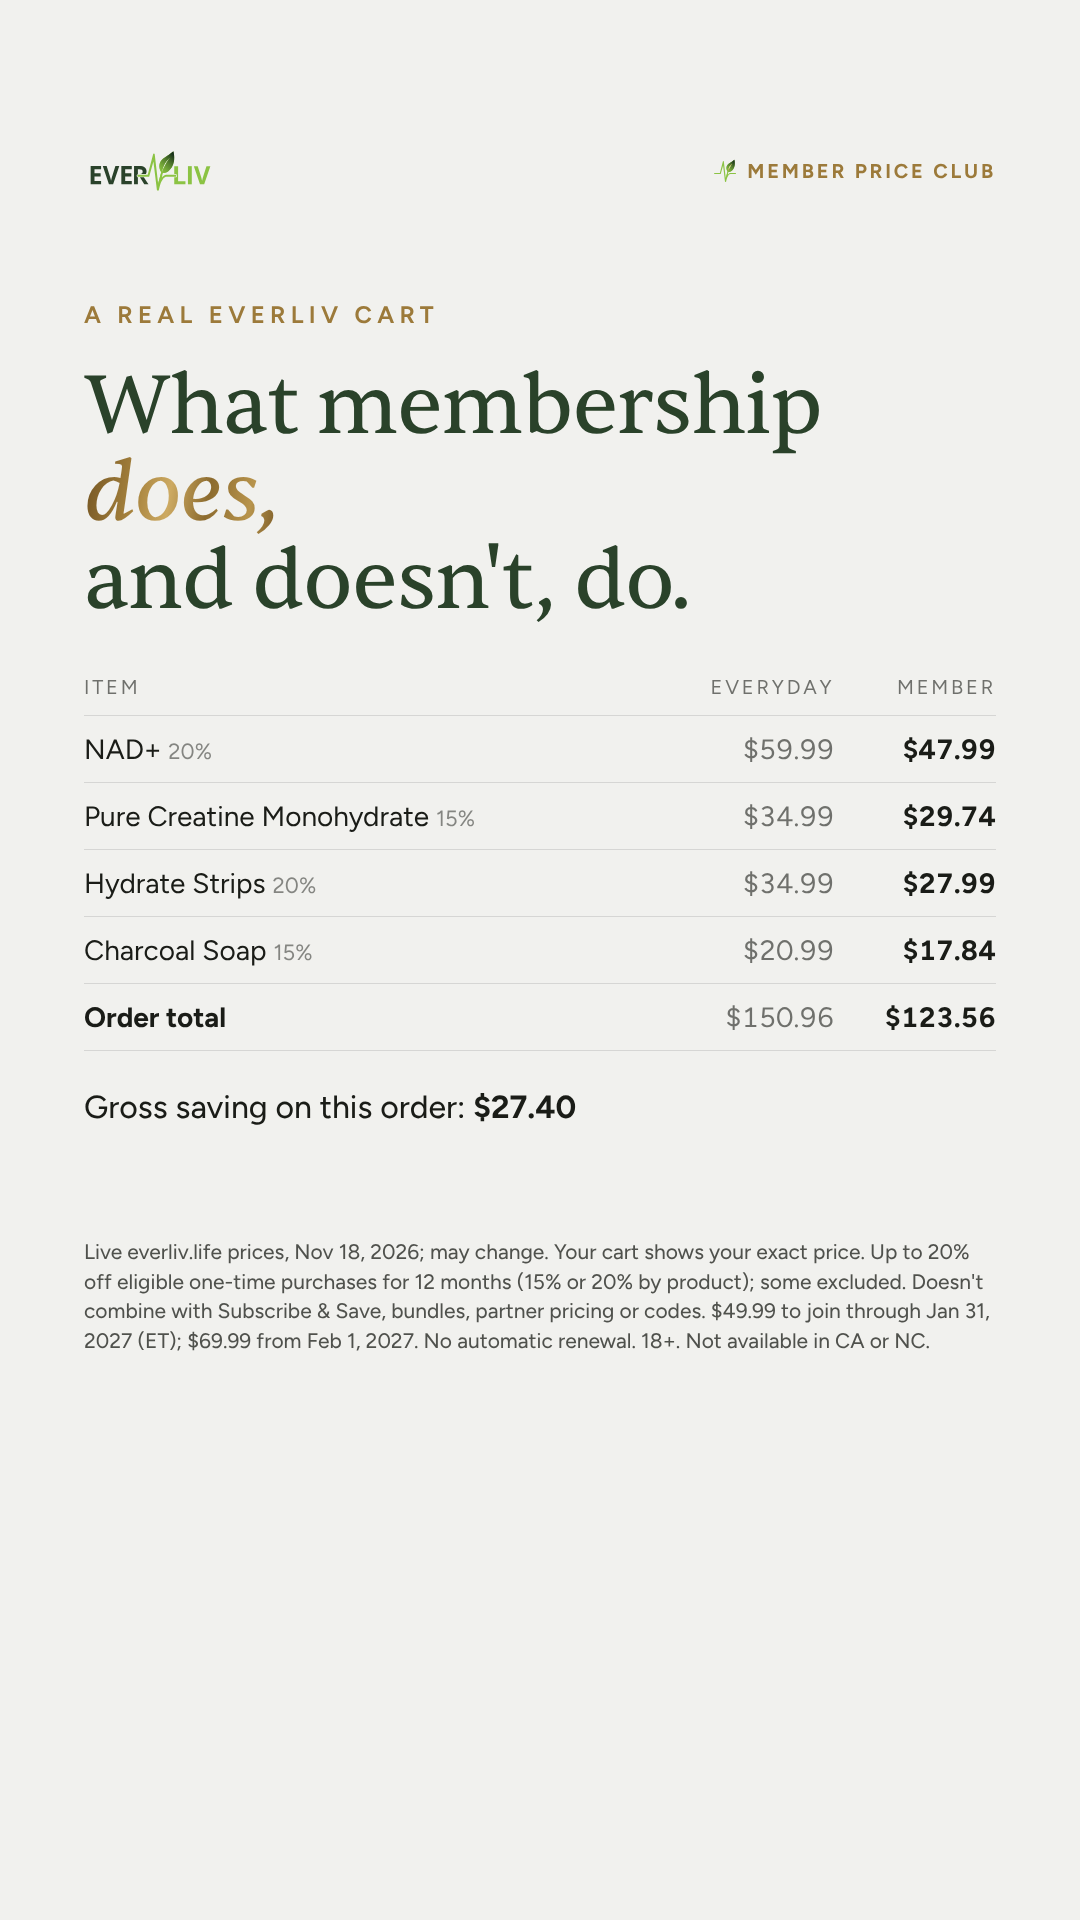 EVERLIV
MEMBER PRICE CLUB
A REAL EVERLIV CART
What membership
does,
and doesn't, do.
ITEM EVERYDAY MEMBER
NAD+ 20% $59.99 $47.99
Pure Creatine Monohydrate 15% $34.99 $29.74
Hydrate Strips 20% $34.99 $27.99
Charcoal Soap 15% $20.99 $17.84
Order total $150.96 $123.56
Gross saving on this order: $27.40
Live everliv.life prices, Nov 18, 2026; may change. Your cart shows your exact price. Up to 20%
off eligible one-time purchases for 12 months (15% or 20% by product); some excluded. Doesn't
combine with Subscribe & Save, bundles, partner pricing or codes. $49.99 to join through Jan 31,
2027 (ET); $69.99 from Feb 1, 2027. No automatic renewal. 18+. Not available in CA or NC.